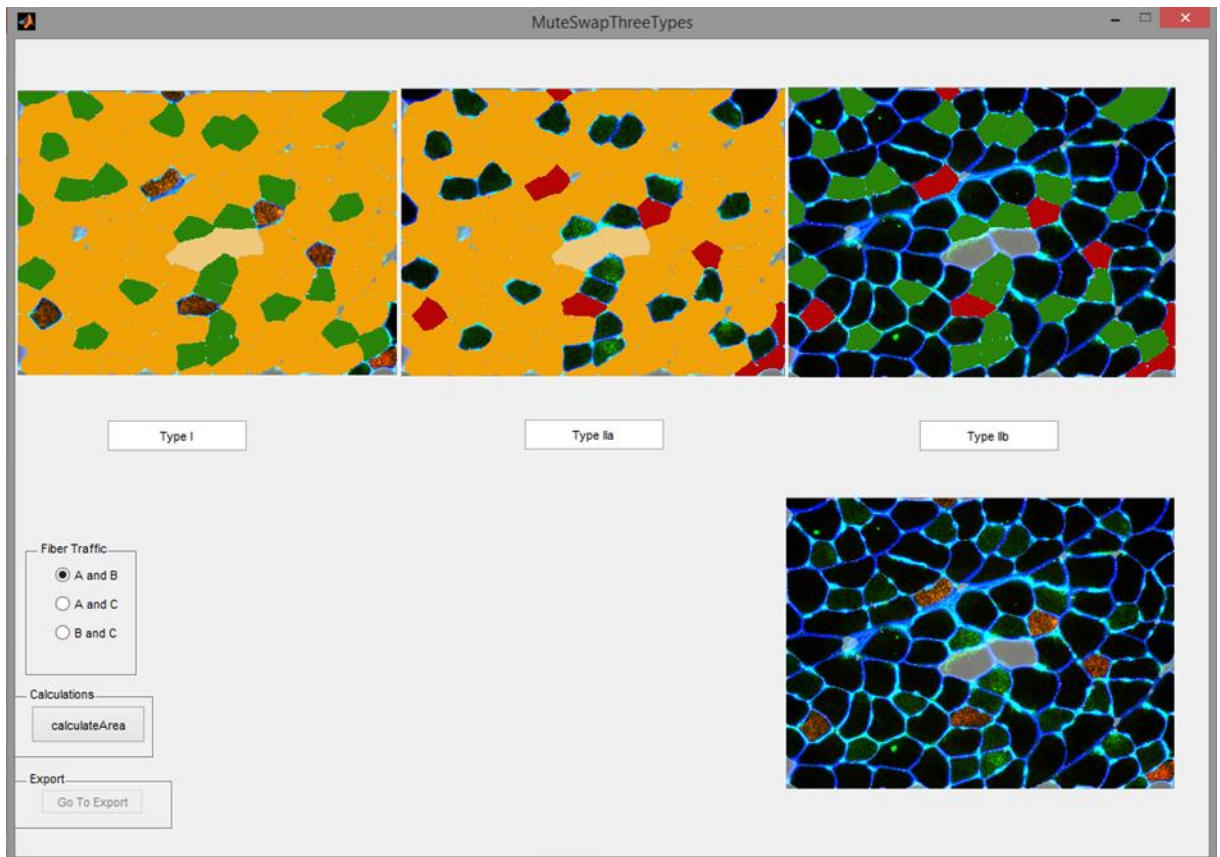 MuteSwapThreeTypes
Type I
Type IIa
Type IIb
Fiber Traffic
A and B
A and C
B and C
Calculations
calculateArea
Export
Go To Export